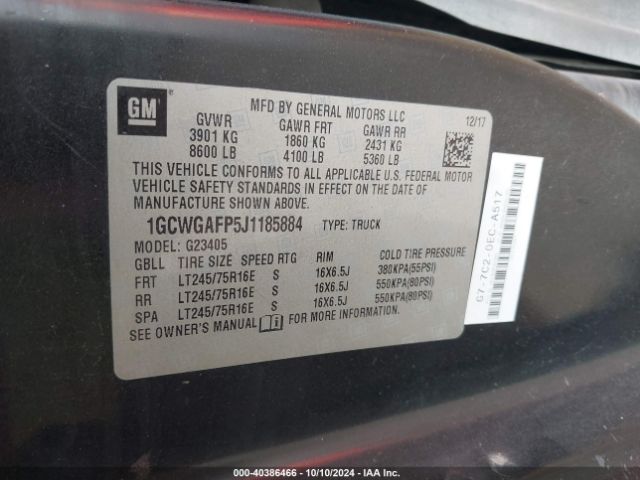 GM
MFD BY GENERAL MOTORS LLC
12/17
GVWR GAWR FRT GAWR RR
3901 KG 1860 KG 2431 KG
8600 LB 4100 LB 5360 LB
THIS VEHICLE CONFORMS TO ALL APPLICABLE U.S. FEDERAL MOTOR
VEHICLE SAFETY STANDARDS IN EFFECT ON THE DATE OF
MANUFACTURE SHOWN ABOVE.
1GCWGAFP5J1185884 TYPE: TRUCK
MODEL: G23405
GBLL TIRE SIZE SPEED RTG RIM COLD TIRE PRESSURE
FRT LT245/75R16E S 16X6.5J 380KPA(55PSI)
RR LT245/75R16E S 16X6.5J 550KPA(80PSI)
SPA LT245/75R16E S 16X6.5J 550KPA(80PSI)
SEE OWNER'S MANUAL FOR MORE INFORMATION.
G7-7C2-0EC-A517
000-40386466 - 10/10/2024 - IAA Inc.